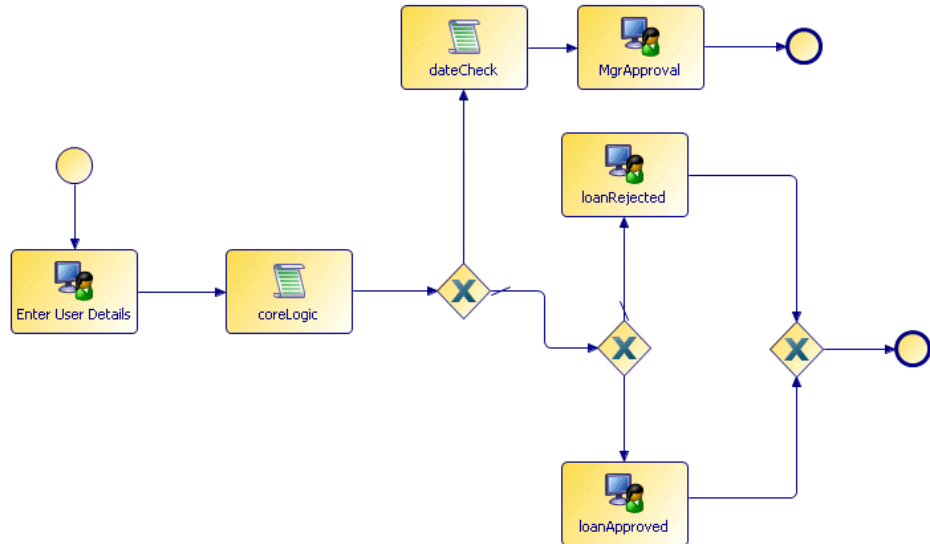 dateCheck
MgrApproval
loanRejected
Enter User Details
coreLogic
X
X
X
loanApproved